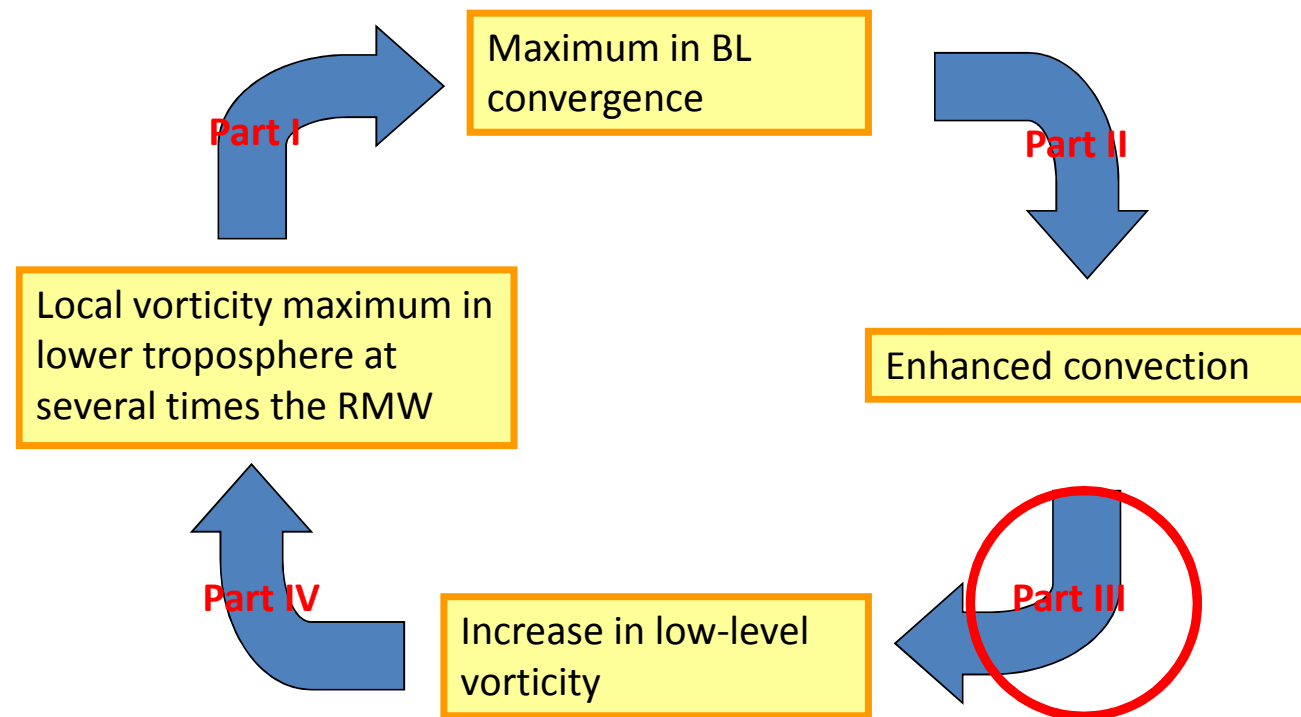 Maximum in BL
convergence
Part I
Part II
Local vorticity maximum in
lower troposphere at
several times the RMW
Enhanced convection
Part III
Part IV
Increase in low-level
vorticity